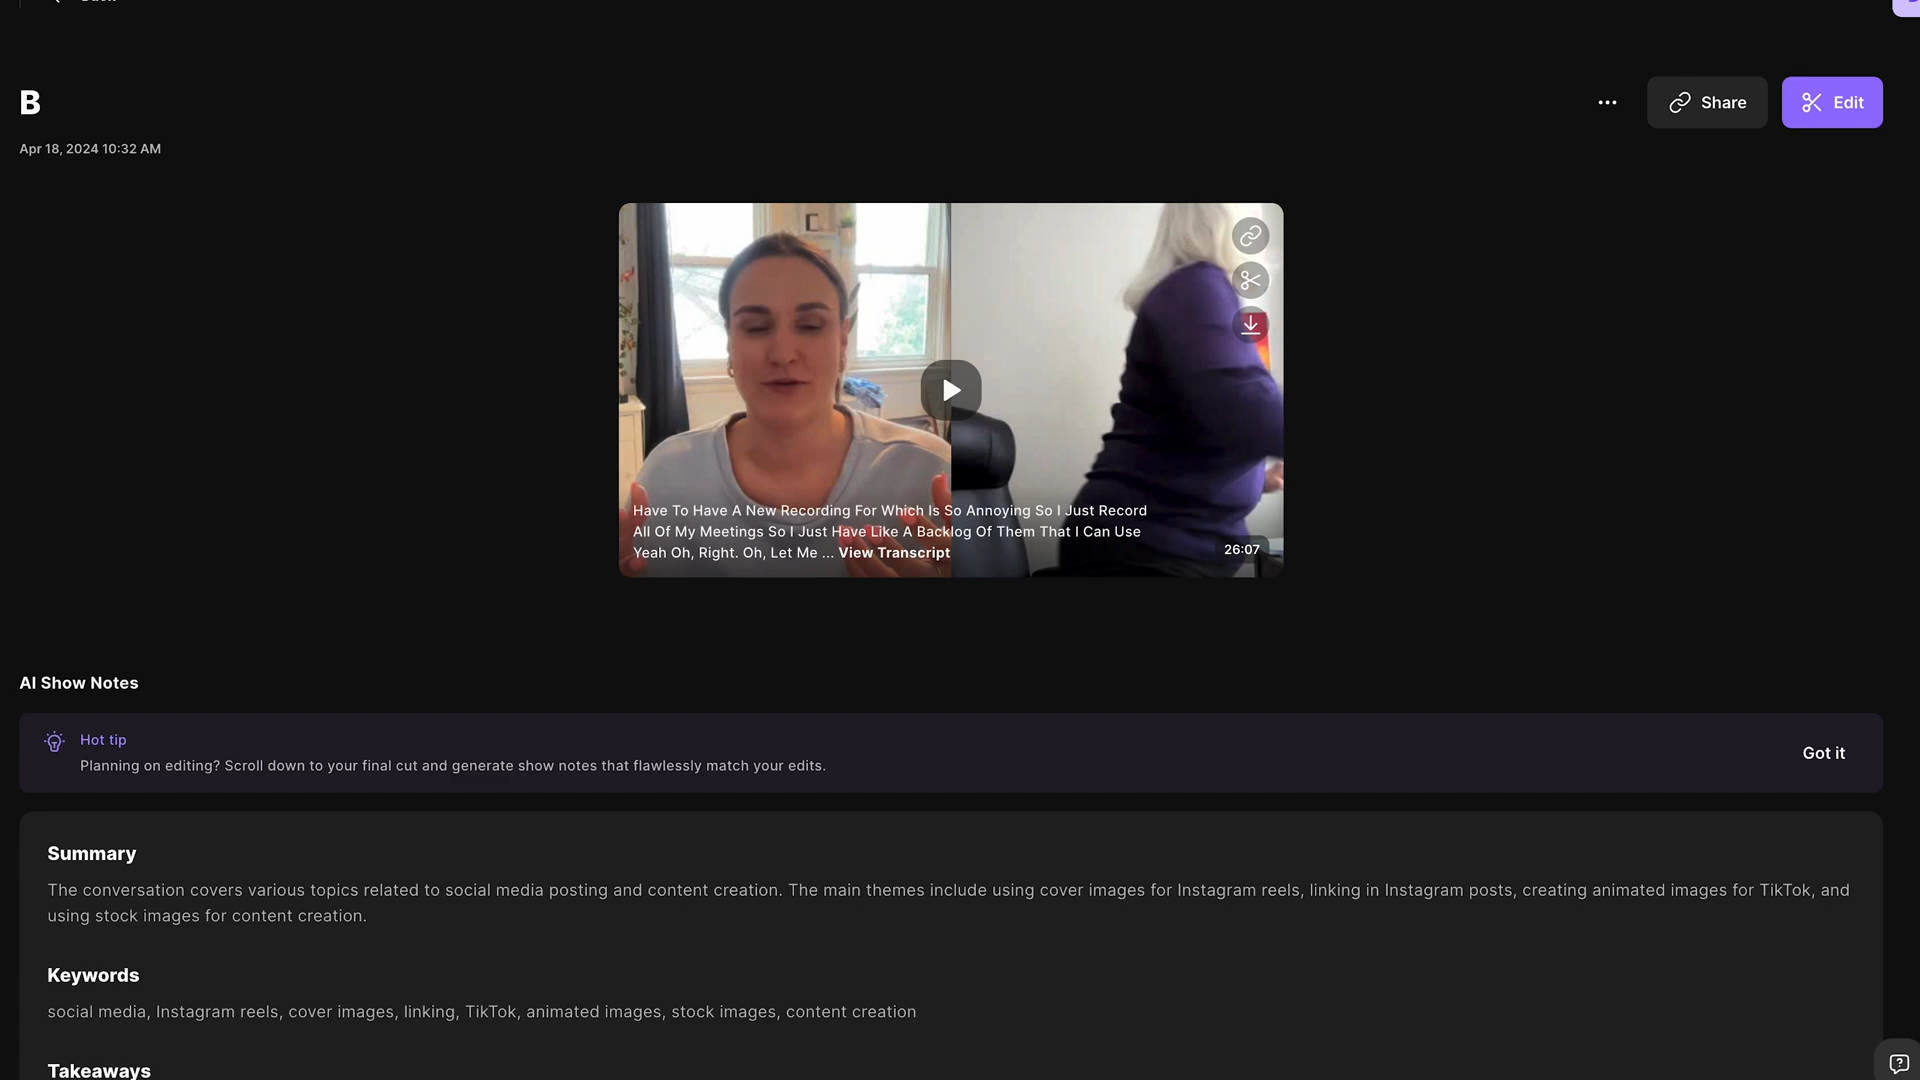 B
Share
Edit
Apr 18, 2024 10:32 AM
Have To Have A New Recording For Which Is So Annoying So I Just Record
All Of My Meetings So I Just Have Like A Backlog Of Them That I Can Use
Yeah Oh, Right. Oh, Let Me ... View Transcript
26:07
AI Show Notes
Hot tip
Planning on editing? Scroll down to your final cut and generate show notes that flawlessly match your edits.
Got it
Summary
The conversation covers various topics related to social media posting and content creation. The main themes include using cover images for Instagram reels, linking in Instagram posts, creating animated images for TikTok, and
using stock images for content creation.
Keywords
social media, Instagram reels, cover images, linking, TikTok, animated images, stock images, content creation
Takeaways